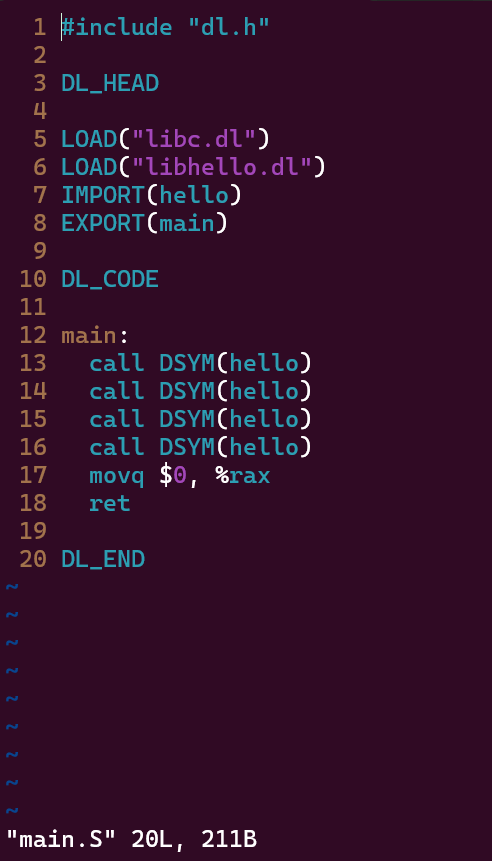 1 #include "dl.h"
2
3 DL_HEAD
4
5 LOAD("libc.dl")
6 LOAD("libhello.dl")
7 IMPORT(hello)
8 EXPORT(main)
9
10 DL_CODE
11
12 main:
13   call DSYM(hello)
14   call DSYM(hello)
15   call DSYM(hello)
16   call DSYM(hello)
17   movq $0, %rax
18   ret
19
20 DL_END
~
~
~
~
~
~
~
~
~
"main.S" 20L, 211B